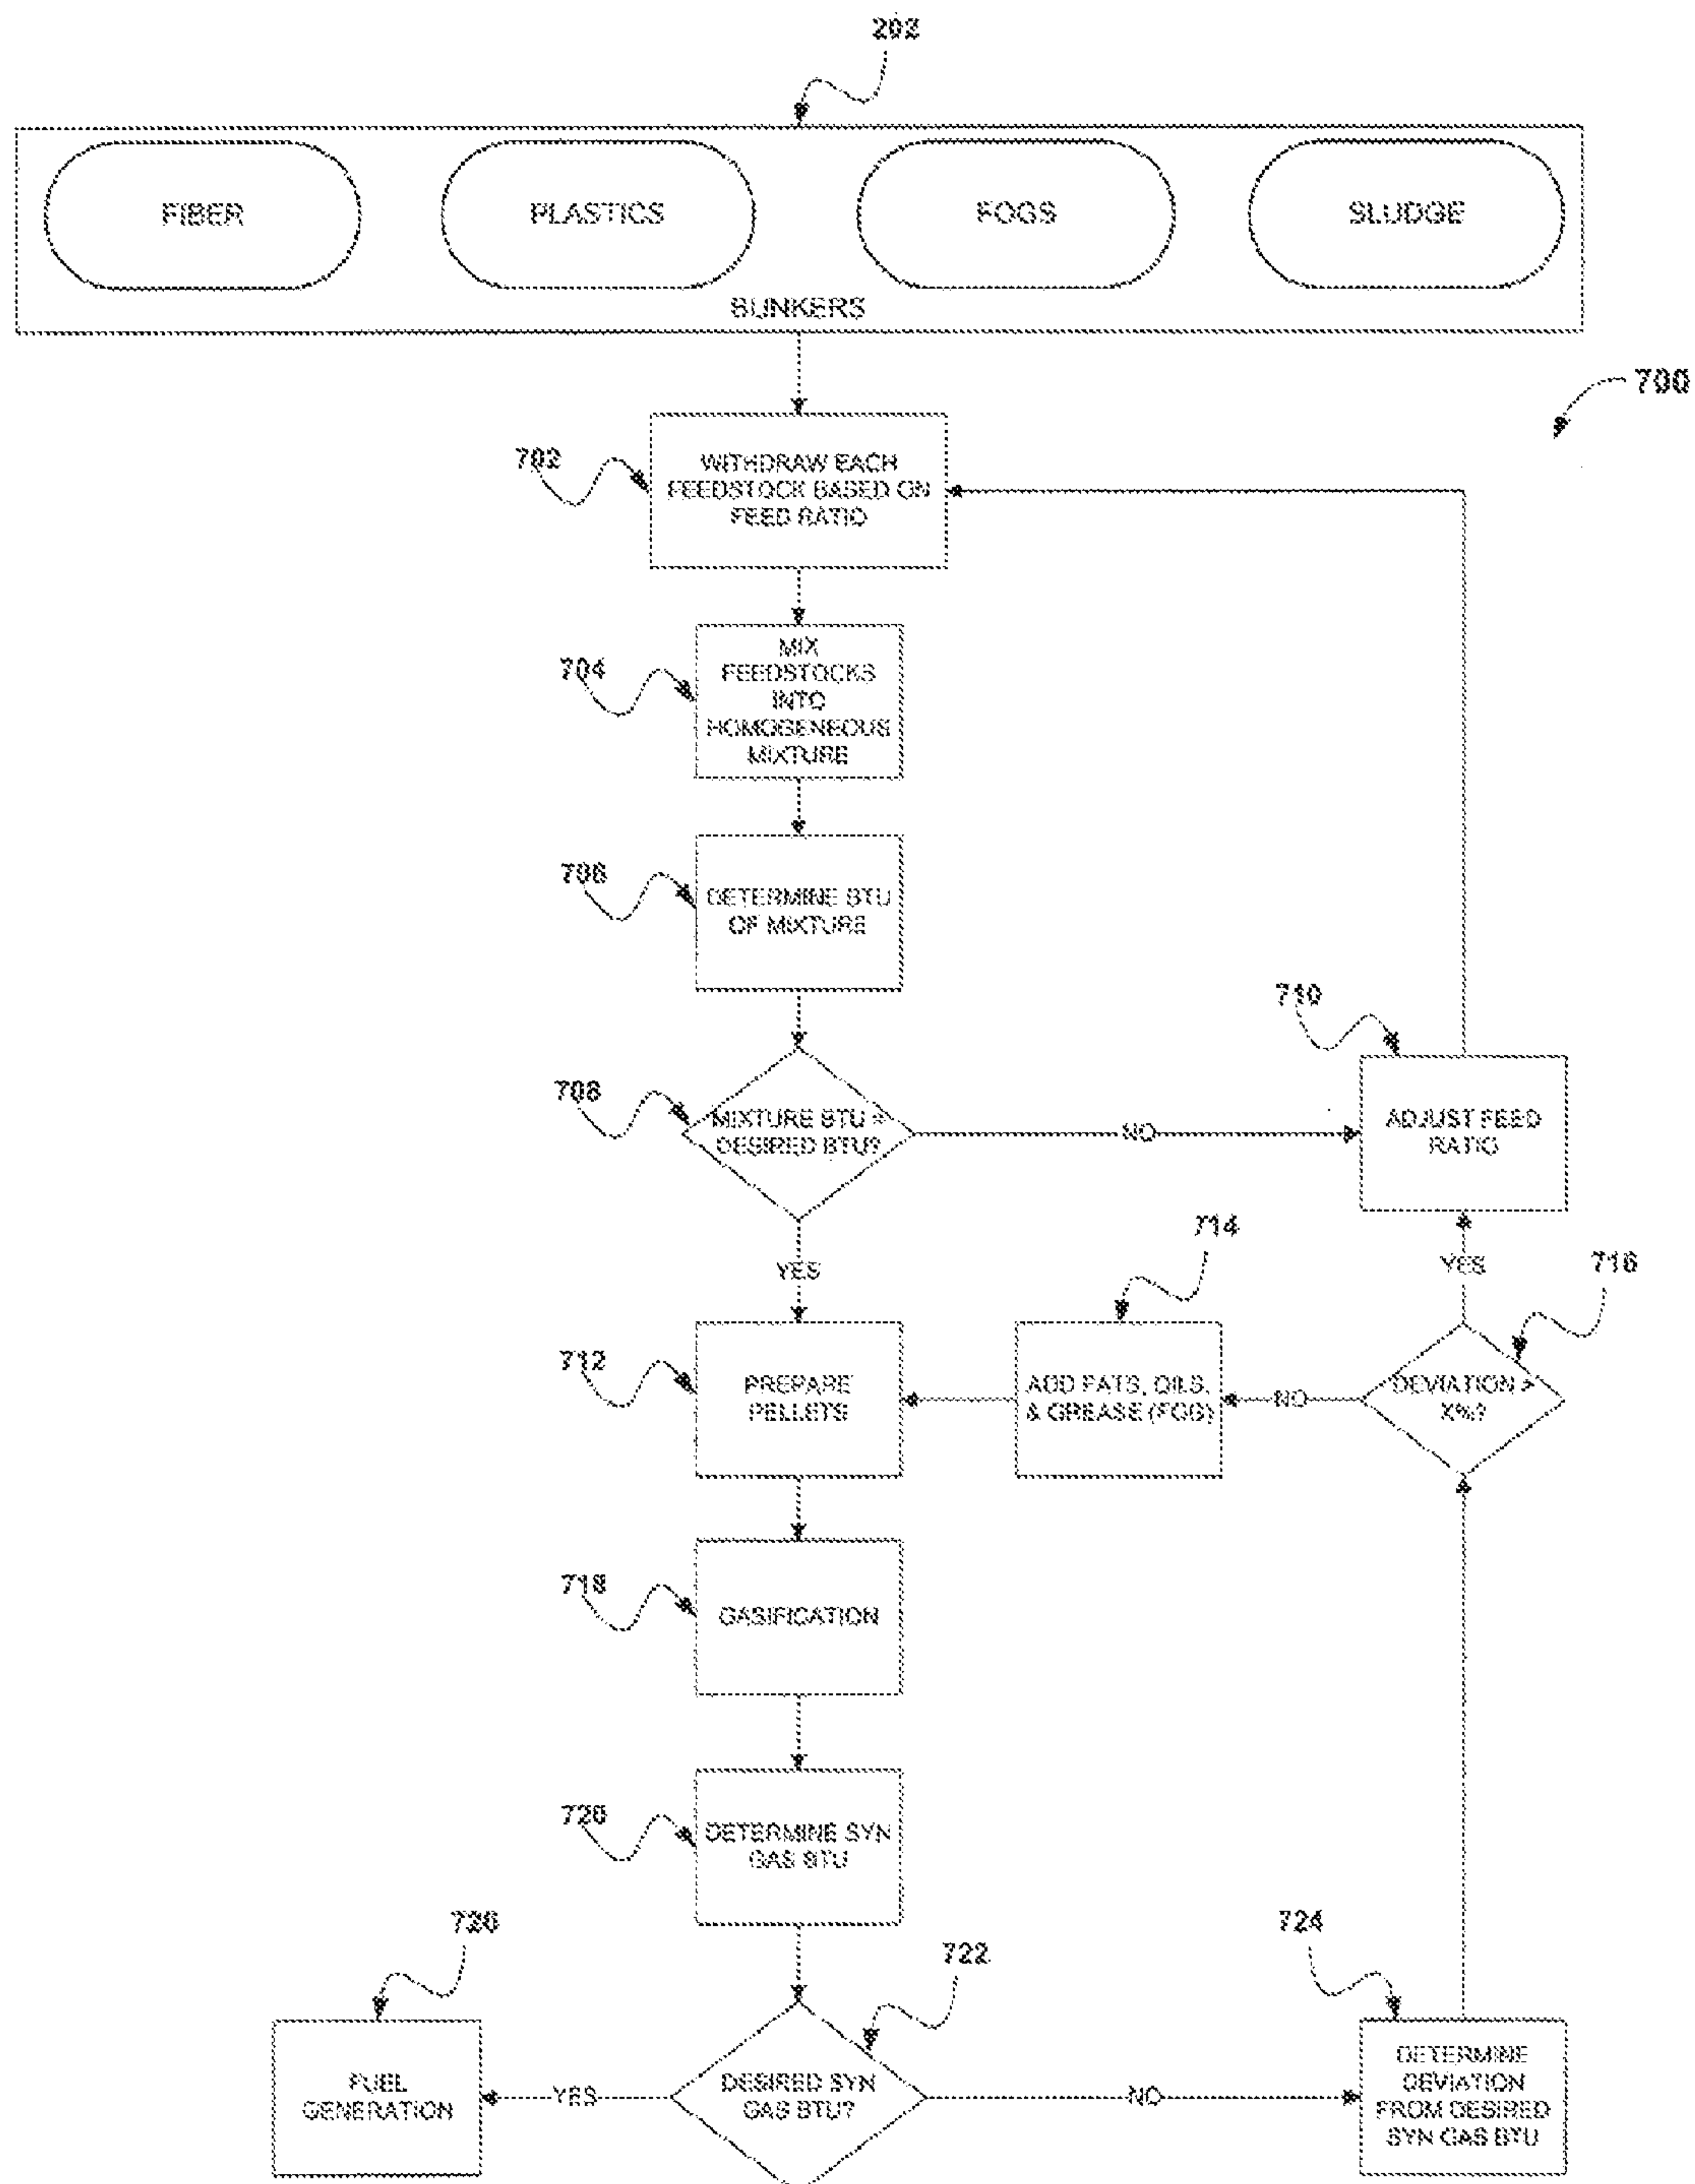 202
FIBER
PLASTICS
FOGS
SLUDGE
BUNKERS
700
702
WITHDRAW EACH
FEEDSTOCK BASED ON
FEED RATIO
704
MIX
FEEDSTOCKS
INTO
HOMOGENEOUS
MIXTURE
706
DETERMINE BTU
OF MIXTURE
710
708
MIXTURE BTU =
DESIRED BTU?
NO
ADJUST FEED
RATIO
714
YES
YES
716
712
PREPARE
PELLETS
ADD FATS, OILS,
& GREASE (FOG)
NO
DEVIATION >
X%?
718
GASIFICATION
720
DETERMINE SYN
GAS BTU
726
722
724
FUEL
GENERATION
YES
DESIRED SYN
GAS BTU?
NO
DETERMINE
DEVIATION
FROM DESIRED
SYN GAS BTU